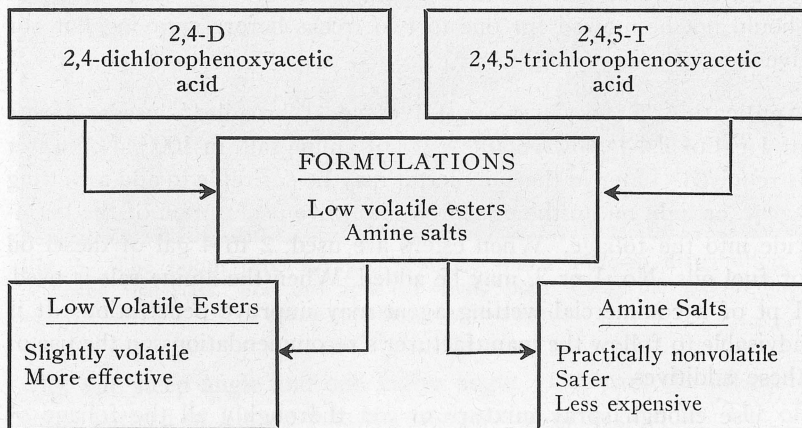 2,4-D
2,4-dichlorophenoxyacetic
acid
2,4,5-T
2,4,5-trichlorophenoxyacetic
acid
FORMULATIONS
Low volatile esters
Amine salts
Low Volatile Esters
Slightly volatile
More effective
Amine Salts
Practically nonvolatile
Safer
Less expensive